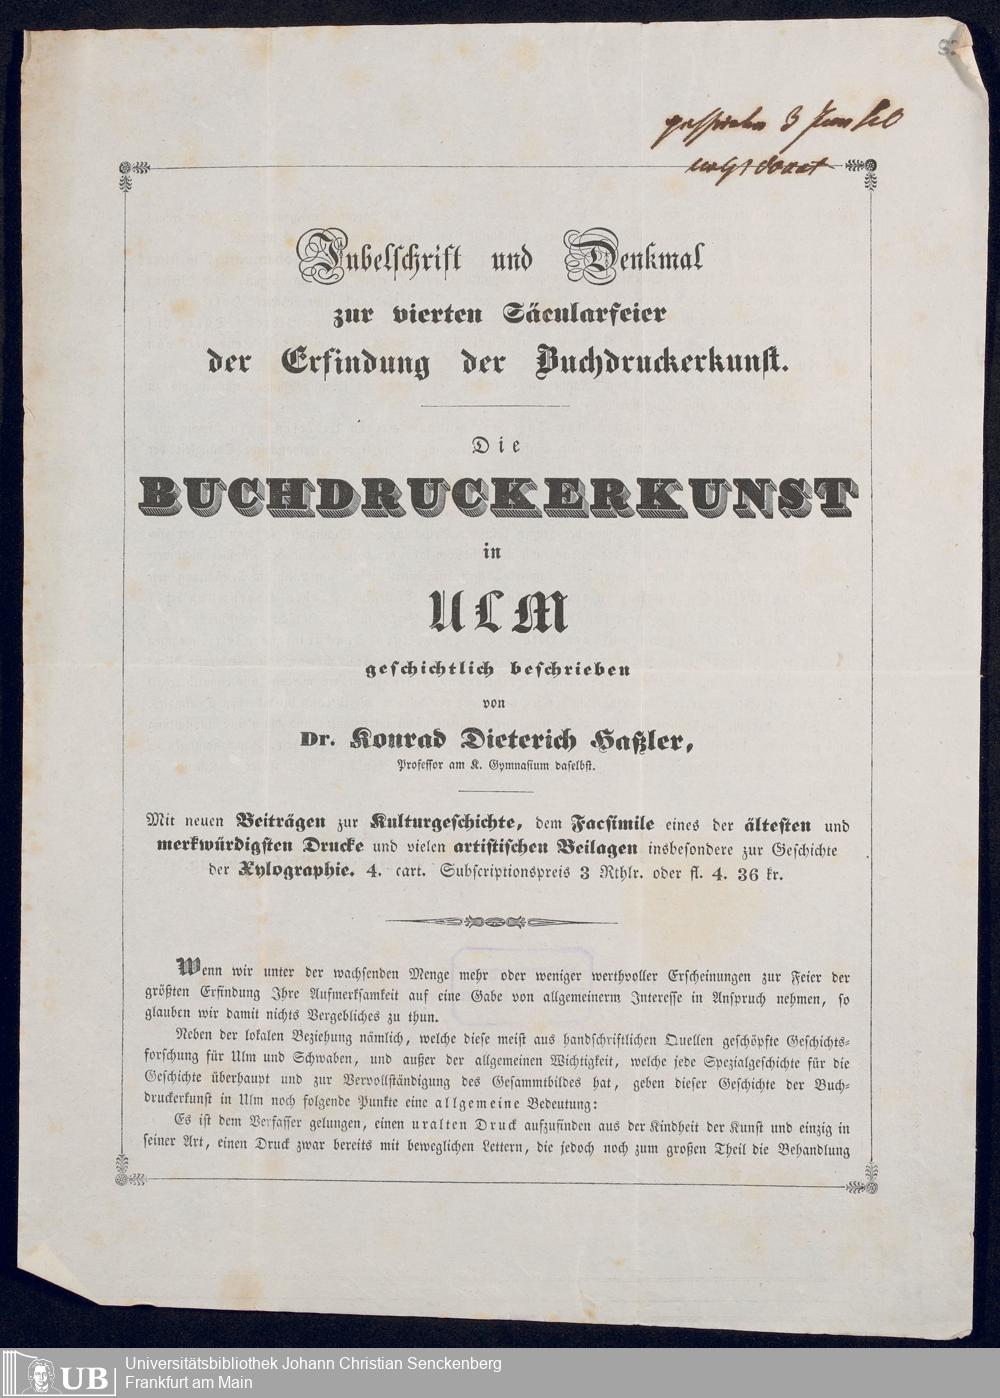 Jubelschrift und Denkmal
zur vierten Säcularfeier
der Erfindung der Buchdruckerkunst.
Die
BUCHDRUCKERKUNST
in
ULM
geschichtlich beschrieben
von
Dr. Konrad Dieterich Haßler,
Professor am K. Gymnasium daselbst.
Mit neuen Beiträgen zur Kulturgeschichte, dem Facsimile eines der ältesten und
merkwürdigsten Drucke und vielen artistischen Beilagen insbesondere zur Geschichte
der Xylographie. 4. cart. Subscriptionspreis 3 Rthlr. oder fl. 4. 36 kr.
Wenn wir unter der wachsenden Menge mehr oder weniger werthvoller Erscheinungen zur Feier der
größten Erfindung Ihre Aufmerksamkeit auf eine Gabe von allgemeinerm Interesse in Anspruch nehmen, so
glauben wir damit nichts Vergebliches zu thun.
Neben der lokalen Beziehung nämlich, welche diese meist aus handschriftlichen Quellen geschöpfte Geschichts-
forschung für Ulm und Schwaben, und außer der allgemeinen Wichtigkeit, welche jede Spezialgeschichte für die
Geschichte überhaupt und zur Vervollständigung des Gesammtbildes hat, geben dieser Geschichte der Buch-
druckerkunst in Ulm noch folgende Punkte eine allgemeine Bedeutung:
Es ist dem Verfasser gelungen, einen uralten Druck aufzufinden aus der Kindheit der Kunst und einzig in
seiner Art, einen Druck zwar bereits mit beweglichen Lettern, die jedoch noch zum großen Theil die Behandlung
UB
Universitätsbibliothek Johann Christian Senckenberg
Frankfurt am Main